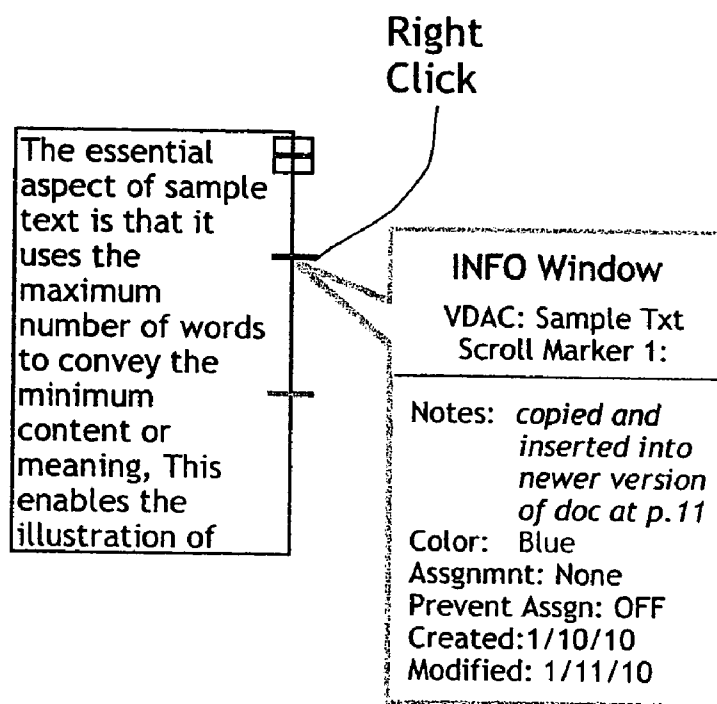 Right
Click
The essential
aspect of sample
text is that it
uses the
maximum
number of words
to convey the
minimum
content or
meaning, This
enables the
illustration of
INFO Window
VDAC: Sample Txt
Scroll Marker 1:
Notes: copied and
inserted into
newer version
of doc at p.11
Color: Blue
Assgnmnt: None
Prevent Assgn: OFF
Created:1/10/10
Modified: 1/11/10